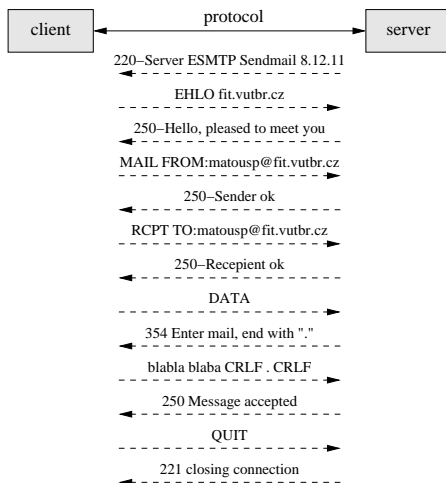 client
protocol
server
220–Server ESMTP Sendmail 8.12.11
EHLO fit.vutbr.cz
250–Hello, pleased to meet you
MAIL FROM:matousp@fit.vutbr.cz
250–Sender ok
RCPT TO:matousp@fit.vutbr.cz
250–Recepient ok
DATA
354 Enter mail, end with "."
blabla blaba CRLF . CRLF
250 Message accepted
QUIT
221 closing connection